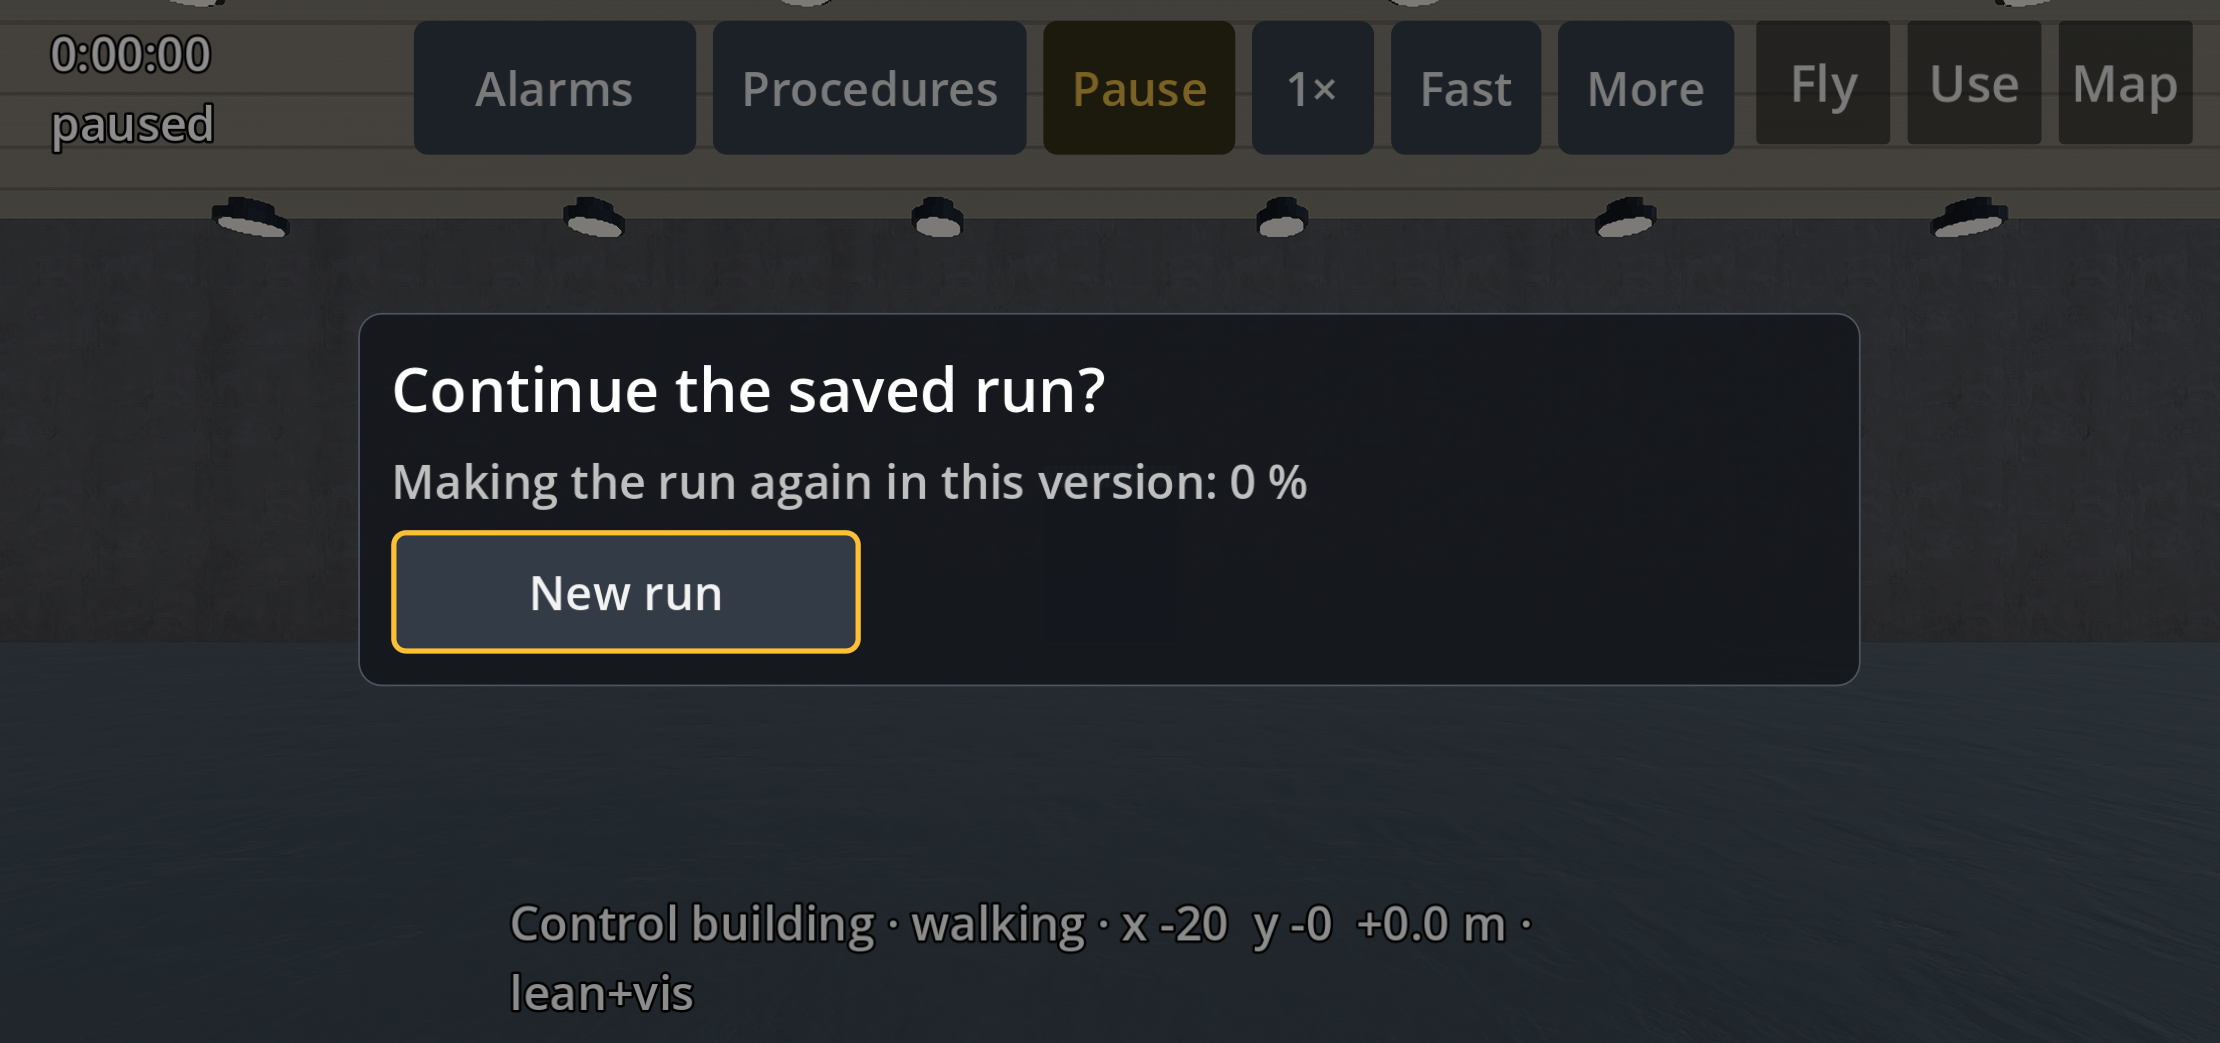 0:00:00
paused
Alarms
Procedures
Pause
1×
Fast
More
Fly
Use
Map
Continue the saved run?
Making the run again in this version: 0 %
New run
Control building · walking · x -20  y -0  +0.0 m ·
lean+vis